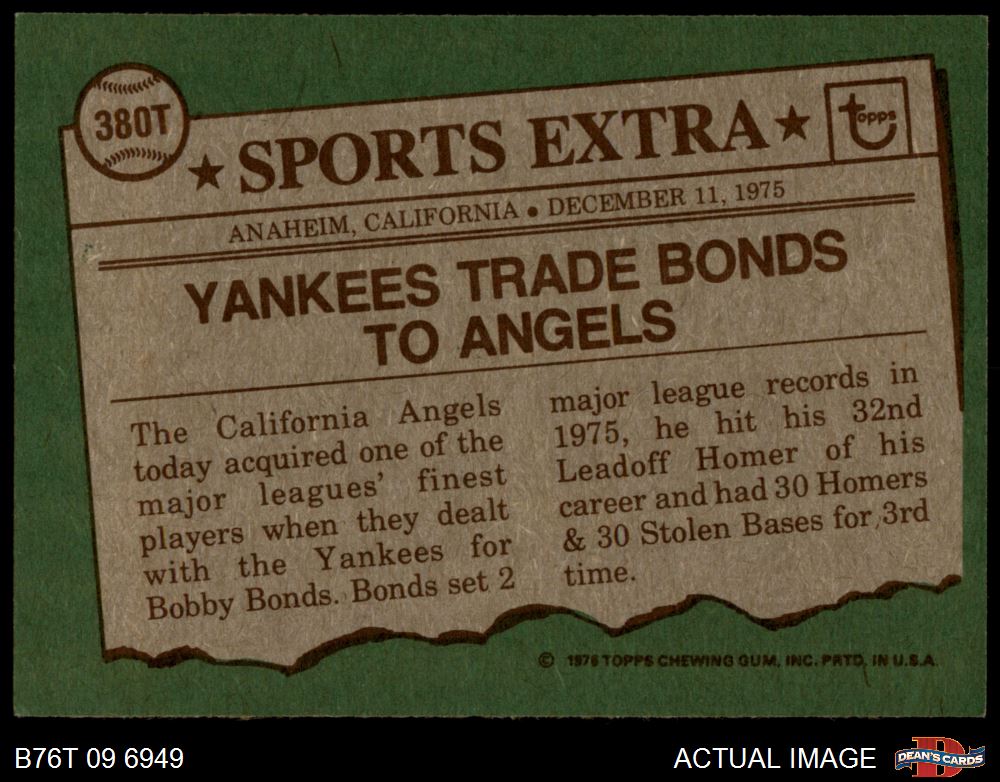 380T
★ SPORTS EXTRA ★
topps
ANAHEIM, CALIFORNIA • DECEMBER 11, 1975
YANKEES TRADE BONDS
TO ANGELS
The California Angels
today acquired one of the
major leagues' finest
players when they dealt
with the Yankees for
Bobby Bonds. Bonds set 2
major league records in
1975, he hit his 32nd
Leadoff Homer of his
career and had 30 Homers
& 30 Stolen Bases for 3rd
time.
© 1976 TOPPS CHEWING GUM, INC. PRTD. IN U.S.A.
B76T 09 6949
ACTUAL IMAGE
D
DEAN'S CARDS